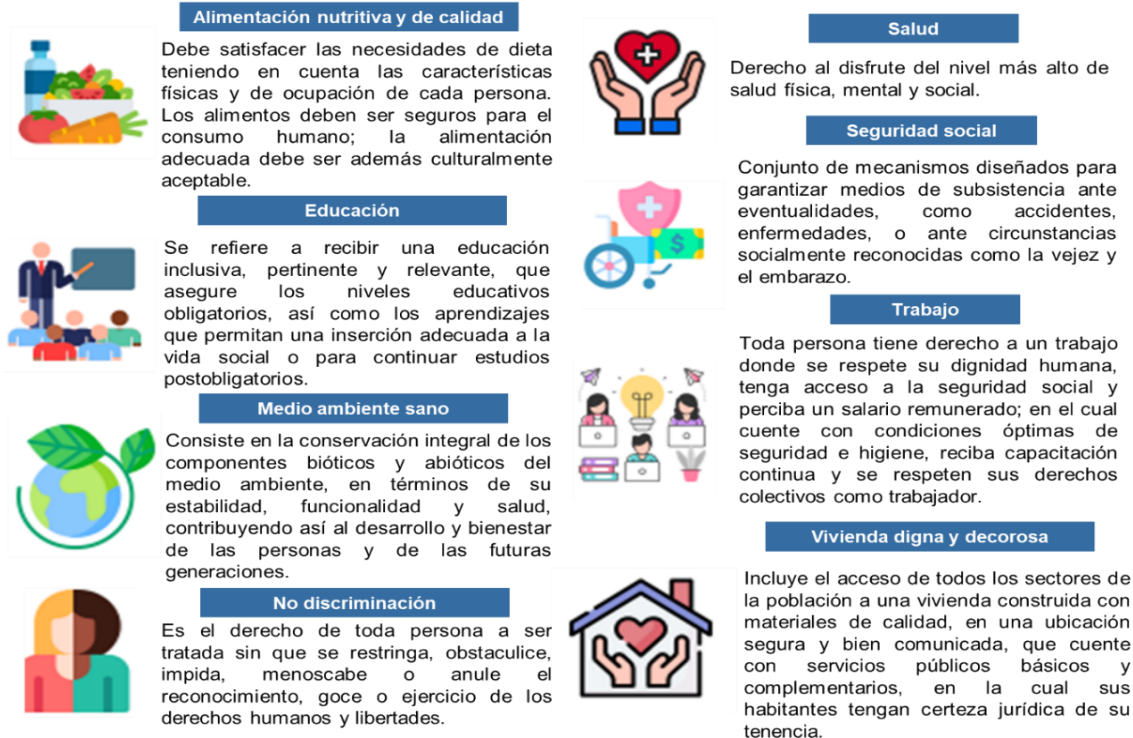 Alimentación nutritiva y de calidad
Debe satisfacer las necesidades de dieta
teniendo en cuenta las características
físicas y de ocupación de cada persona.
Los alimentos deben ser seguros para el
consumo humano; la alimentación
adecuada debe ser además culturalmente
aceptable.
Educación
Se refiere a recibir una educación
inclusiva, pertinente y relevante, que
asegure los niveles educativos
obligatorios, así como los aprendizajes
que permitan una inserción adecuada a la
vida social o para continuar estudios
postobligatorios.
Medio ambiente sano
Consiste en la conservación integral de los
componentes bióticos y abióticos del
medio ambiente, en términos de su
estabilidad, funcionalidad y salud,
contribuyendo así al desarrollo y bienestar
de las personas y de las futuras
generaciones.
No discriminación
Es el derecho de toda persona a ser
tratada sin que se restringa, obstaculice,
impida, menoscabe o anule el
reconocimiento, goce o ejercicio de los
derechos humanos y libertades.
Salud
Derecho al disfrute del nivel más alto de
salud física, mental y social.
Seguridad social
Conjunto de mecanismos diseñados para
garantizar medios de subsistencia ante
eventualidades, como accidentes,
enfermedades, o ante circunstancias
socialmente reconocidas como la vejez y
el embarazo.
Trabajo
Toda persona tiene derecho a un trabajo
donde se respete su dignidad humana,
tenga acceso a la seguridad social y
perciba un salario remunerado; en el cual
cuente con condiciones óptimas de
seguridad e higiene, reciba capacitación
continua y se respeten sus derechos
colectivos como trabajador.
Vivienda digna y decorosa
Incluye el acceso de todos los sectores de
la población a una vivienda construida con
materiales de calidad, en una ubicación
segura y bien comunicada, que cuente
con servicios públicos básicos y
complementarios, en la cual sus
habitantes tengan certeza jurídica de su
tenencia.